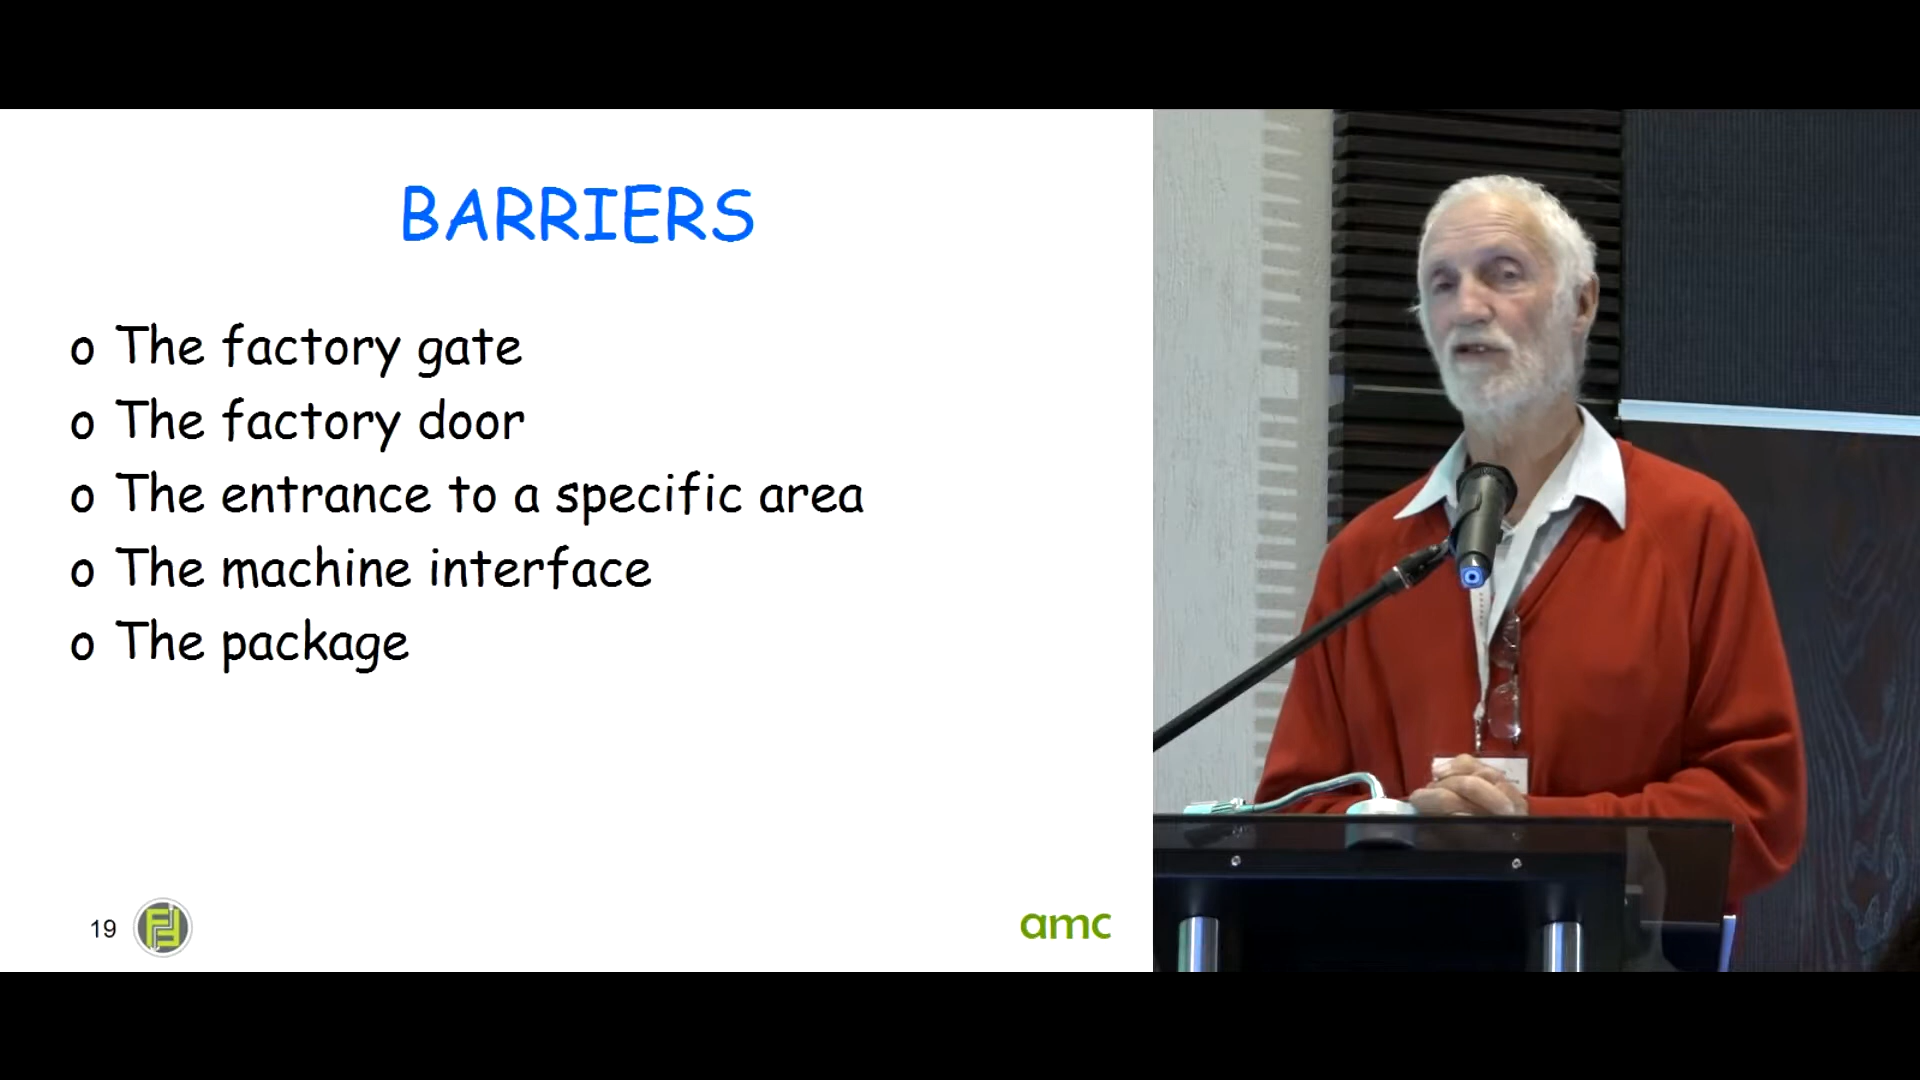 BARRIERS
o The factory gate
o The factory door
o The entrance to a specific area
o The machine interface
o The package
19
amc